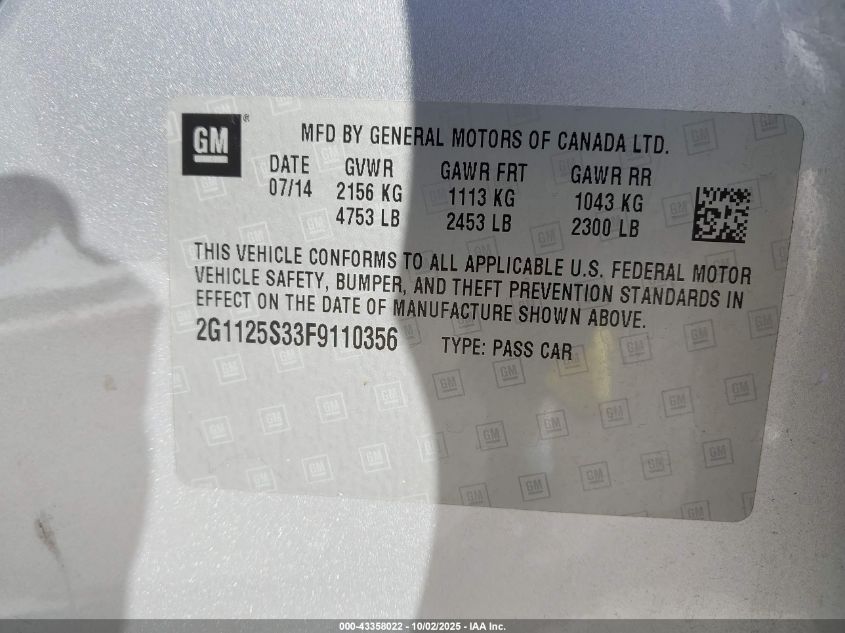 GM®
MFD BY GENERAL MOTORS OF CANADA LTD.
DATE GVWR GAWR FRT GAWR RR
07/14 2156 KG 1113 KG 1043 KG
4753 LB 2453 LB 2300 LB
THIS VEHICLE CONFORMS TO ALL APPLICABLE U.S. FEDERAL MOTOR
VEHICLE SAFETY, BUMPER, AND THEFT PREVENTION STANDARDS IN
EFFECT ON THE DATE OF MANUFACTURE SHOWN ABOVE.
2G1125S33F9110356 TYPE: PASS CAR
000-43358022 - 10/02/2025 - IAA Inc.